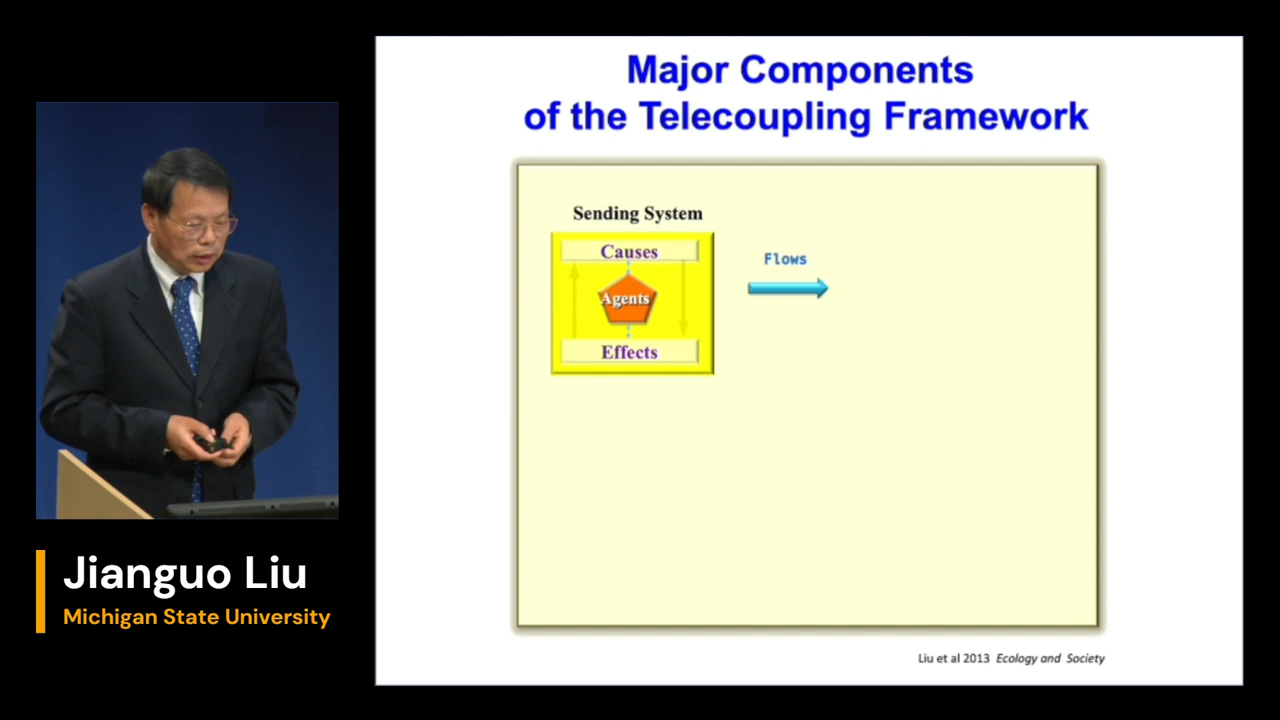 Major Components
of the Telecoupling Framework
Sending System
Causes
Agents
Effects
Flows
Liu et al 2013 Ecology and Society
Jianguo Liu
Michigan State University